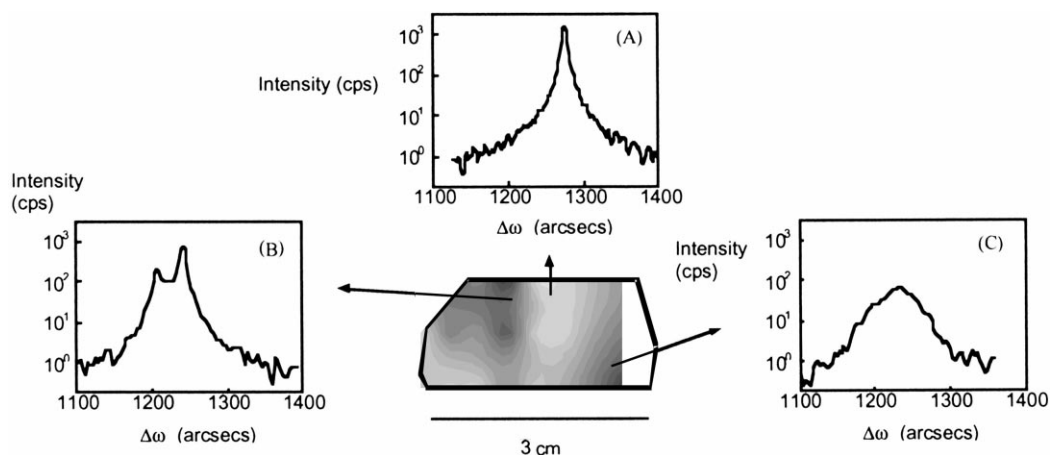 (A)
10³
10²
10¹
10⁰
Intensity (cps)
1100 1200 1300 1400
Δω (arcsecs)
Intensity
(cps)
(B)
10³
10²
10¹
10⁰
1100 1200 1300 1400
Δω (arcsecs)
Intensity
(cps)
(C)
10³
10²
10¹
10⁰
1100 1200 1300 1400
Δω (arcsecs)
3 cm